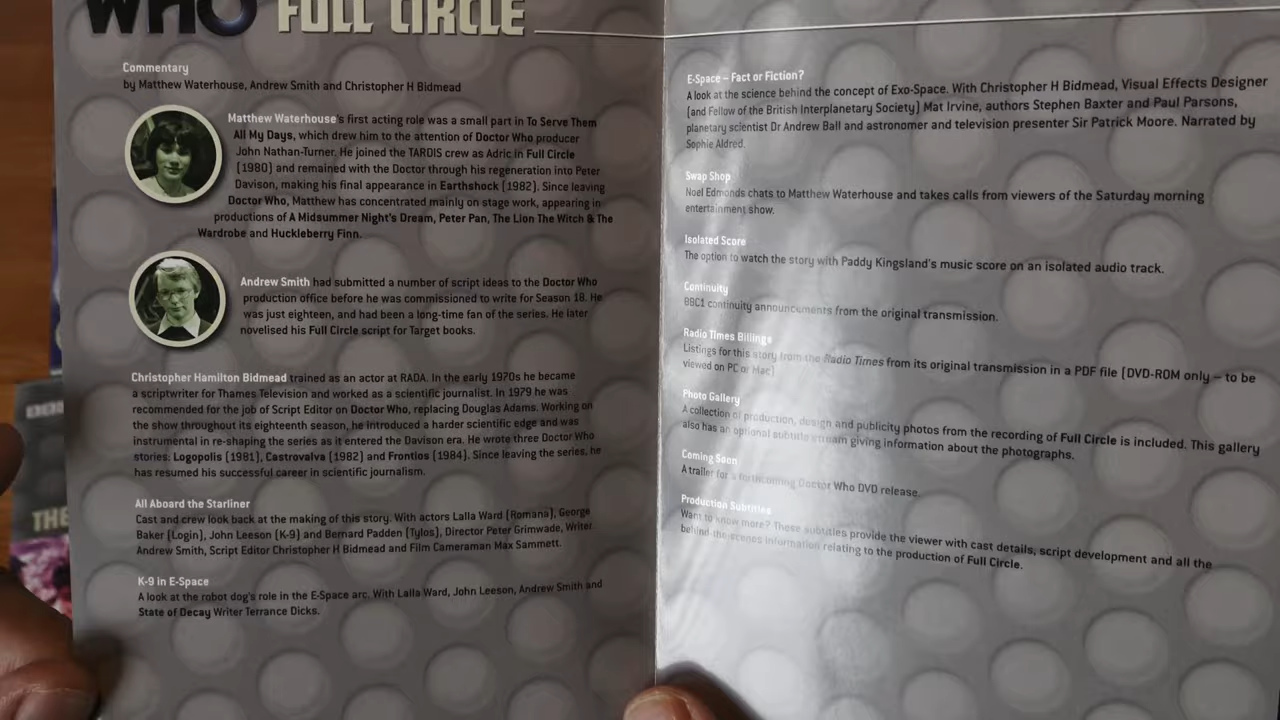 WHO FULL CIRCLE
Commentary
by Matthew Waterhouse, Andrew Smith and Christopher H Bidmead
Matthew Waterhouse's first acting role was a small part in To Serve Them
All My Days, which drew him to the attention of Doctor Who producer
John Nathan-Turner. He joined the TARDIS crew as Adric in Full Circle
(1980) and remained with the Doctor through his regeneration into Peter
Davison, making his final appearance in Earthshock (1982). Since leaving
Doctor Who, Matthew has concentrated mainly on stage work, appearing in
productions of A Midsummer Night's Dream, Peter Pan, The Lion The Witch & The
Wardrobe and Huckleberry Finn.
Andrew Smith had submitted a number of script ideas to the Doctor Who
production office before he was commissioned to write for Season 18. He
was just eighteen, and had been a long-time fan of the series. He later
novelised his Full Circle script for Target books.
Christopher Hamilton Bidmead trained as an actor at RADA. In the early 1970s he became
a scriptwriter for Thames Television and worked as a scientific journalist. In 1979 he was
recommended for the job of Script Editor on Doctor Who, replacing Douglas Adams. Working on
the show throughout its eighteenth season, he introduced a harder scientific edge and was
instrumental in re-shaping the series as it entered the Davison era. He wrote three Doctor Who
stories: Logopolis (1981), Castrovalva (1982) and Frontios (1984). Since leaving the series, he
has resumed his successful career in scientific journalism.
All Aboard the Starliner
Cast and crew look back at the making of this story. With actors Lalla Ward (Romana), George
Baker (Login), John Leeson (K-9) and Bernard Padden (Tylos), Director Peter Grimwade, Writer
Andrew Smith, Script Editor Christopher H Bidmead and Film Cameraman Max Sammett.
K-9 in E-Space
A look at the robot dog's role in the E-Space arc. With Lalla Ward, John Leeson, Andrew Smith and
State of Decay Writer Terrance Dicks.
E-Space – Fact or Fiction?
A look at the science behind the concept of Exo-Space. With Christopher H Bidmead, Visual Effects Designer
(and Fellow of the British Interplanetary Society) Mat Irvine, authors Stephen Baxter and Paul Parsons,
planetary scientist Dr Andrew Ball and astronomer and television presenter Sir Patrick Moore. Narrated by
Sophie Aldred.
Swap Shop
Noel Edmonds chats to Matthew Waterhouse and takes calls from viewers of the Saturday morning
entertainment show.
Isolated Score
The option to watch the story with Paddy Kingsland's music score on an isolated audio track.
Continuity
BBC1 continuity announcements from the original transmission.
Radio Times Billings
Listings for this story from the Radio Times from its original transmission in a PDF file (DVD-ROM only – to be
viewed on PC or Mac)
Photo Gallery
A collection of production, design and publicity photos from the recording of Full Circle is included. This gallery
also has an optional subtitle stream giving information about the photographs.
Coming Soon
A trailer for a forthcoming Doctor Who DVD release.
Production Subtitles
Want to know more? These subtitles provide the viewer with cast details, script development and all the
behind-the-scenes information relating to the production of Full Circle.
THE